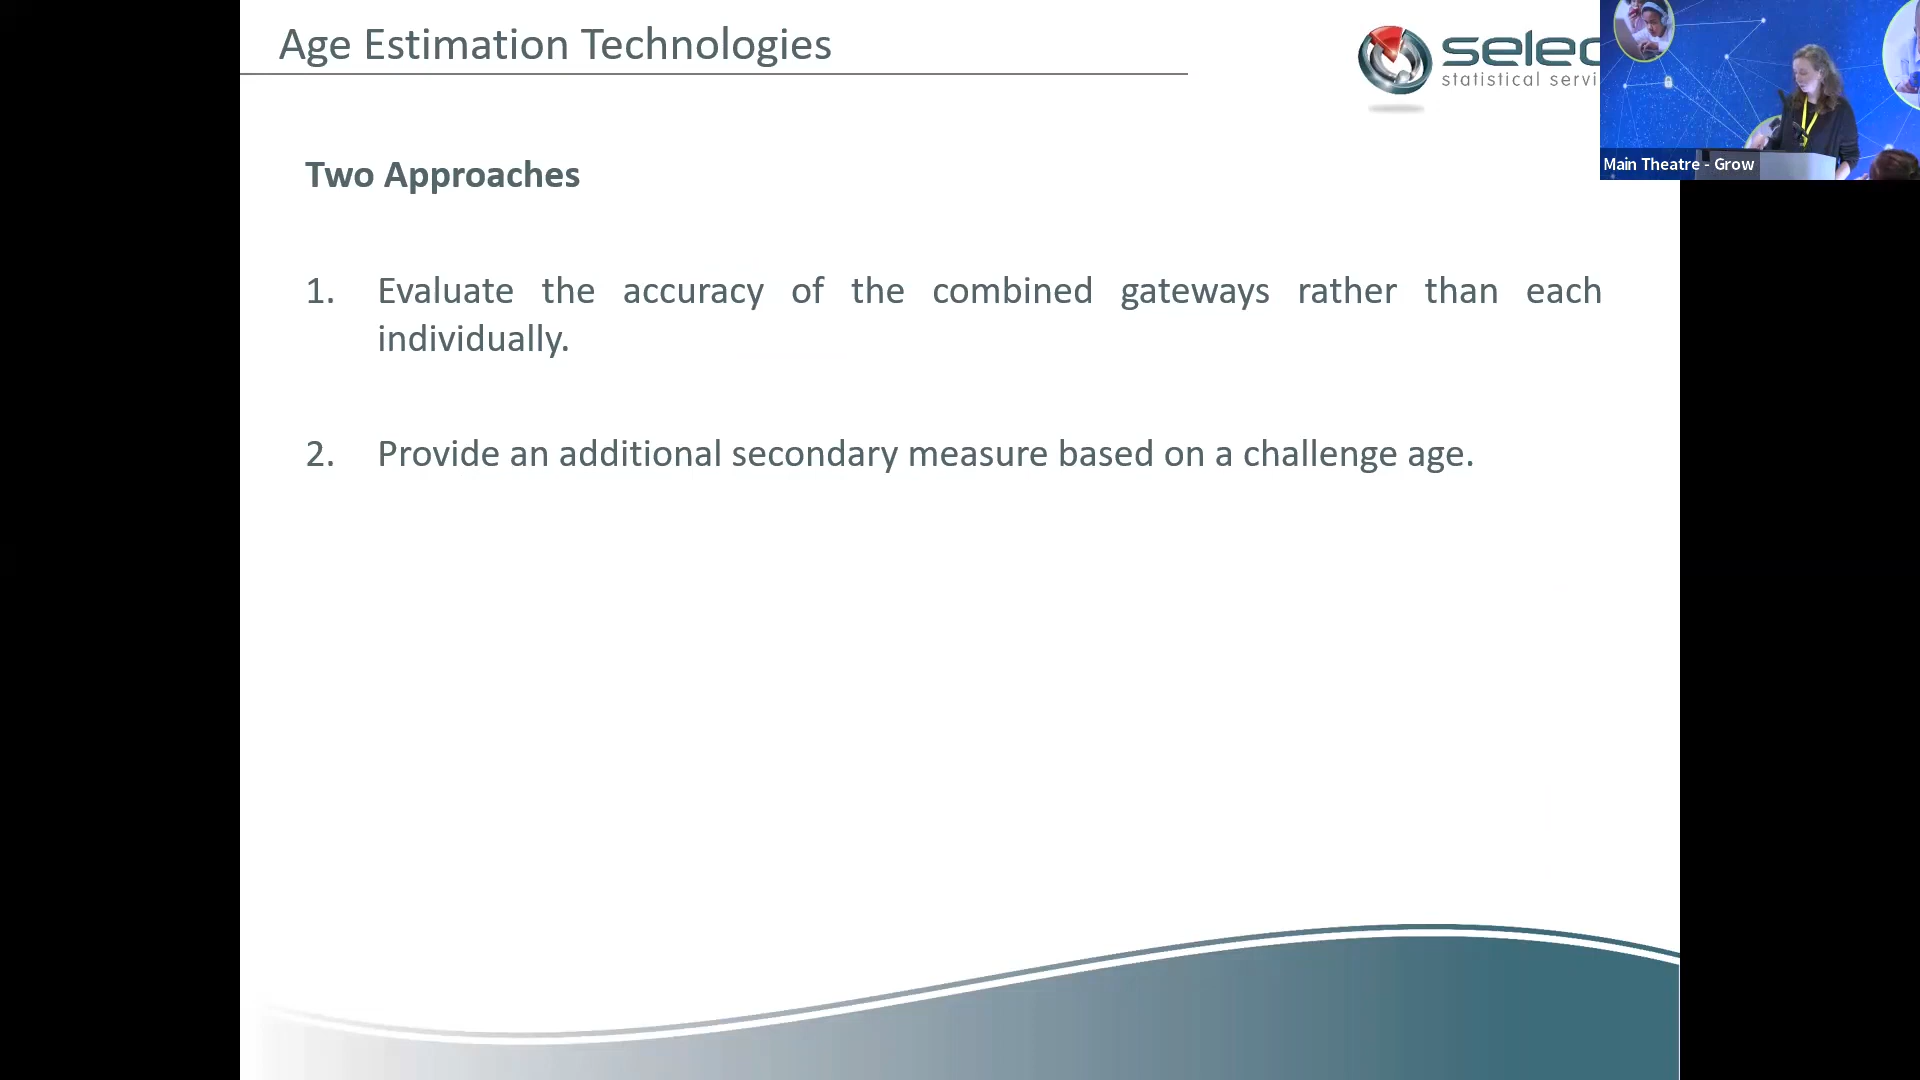 Age Estimation Technologies
selec
statistical servi
Main Theatre - Grow
Two Approaches
1. Evaluate the accuracy of the combined gateways rather than each
individually.
2. Provide an additional secondary measure based on a challenge age.